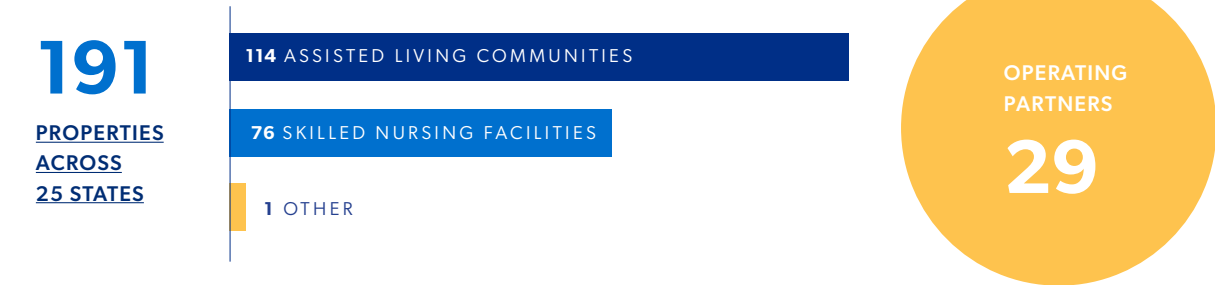 191
PROPERTIES
ACROSS
25 STATES
114 ASSISTED LIVING COMMUNITIES
76 SKILLED NURSING FACILITIES
1 OTHER
OPERATING
PARTNERS
29